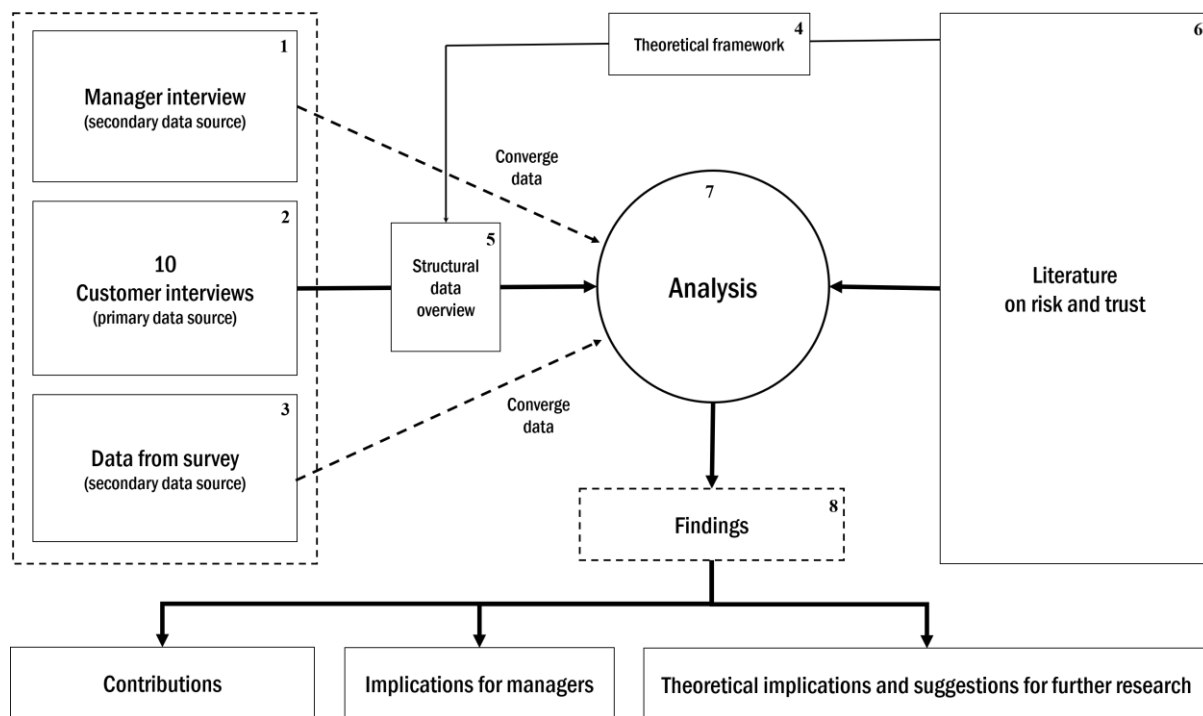 1
Manager interview
(secondary data source)
2
10
Customer interviews
(primary data source)
3
Data from survey
(secondary data source)
4
Theoretical framework
Converge
data
5
Structural
data
overview
Converge
data
6
Literature
on risk and trust
7
Analysis
8
Findings
Contributions
Implications for managers
Theoretical implications and suggestions for further research